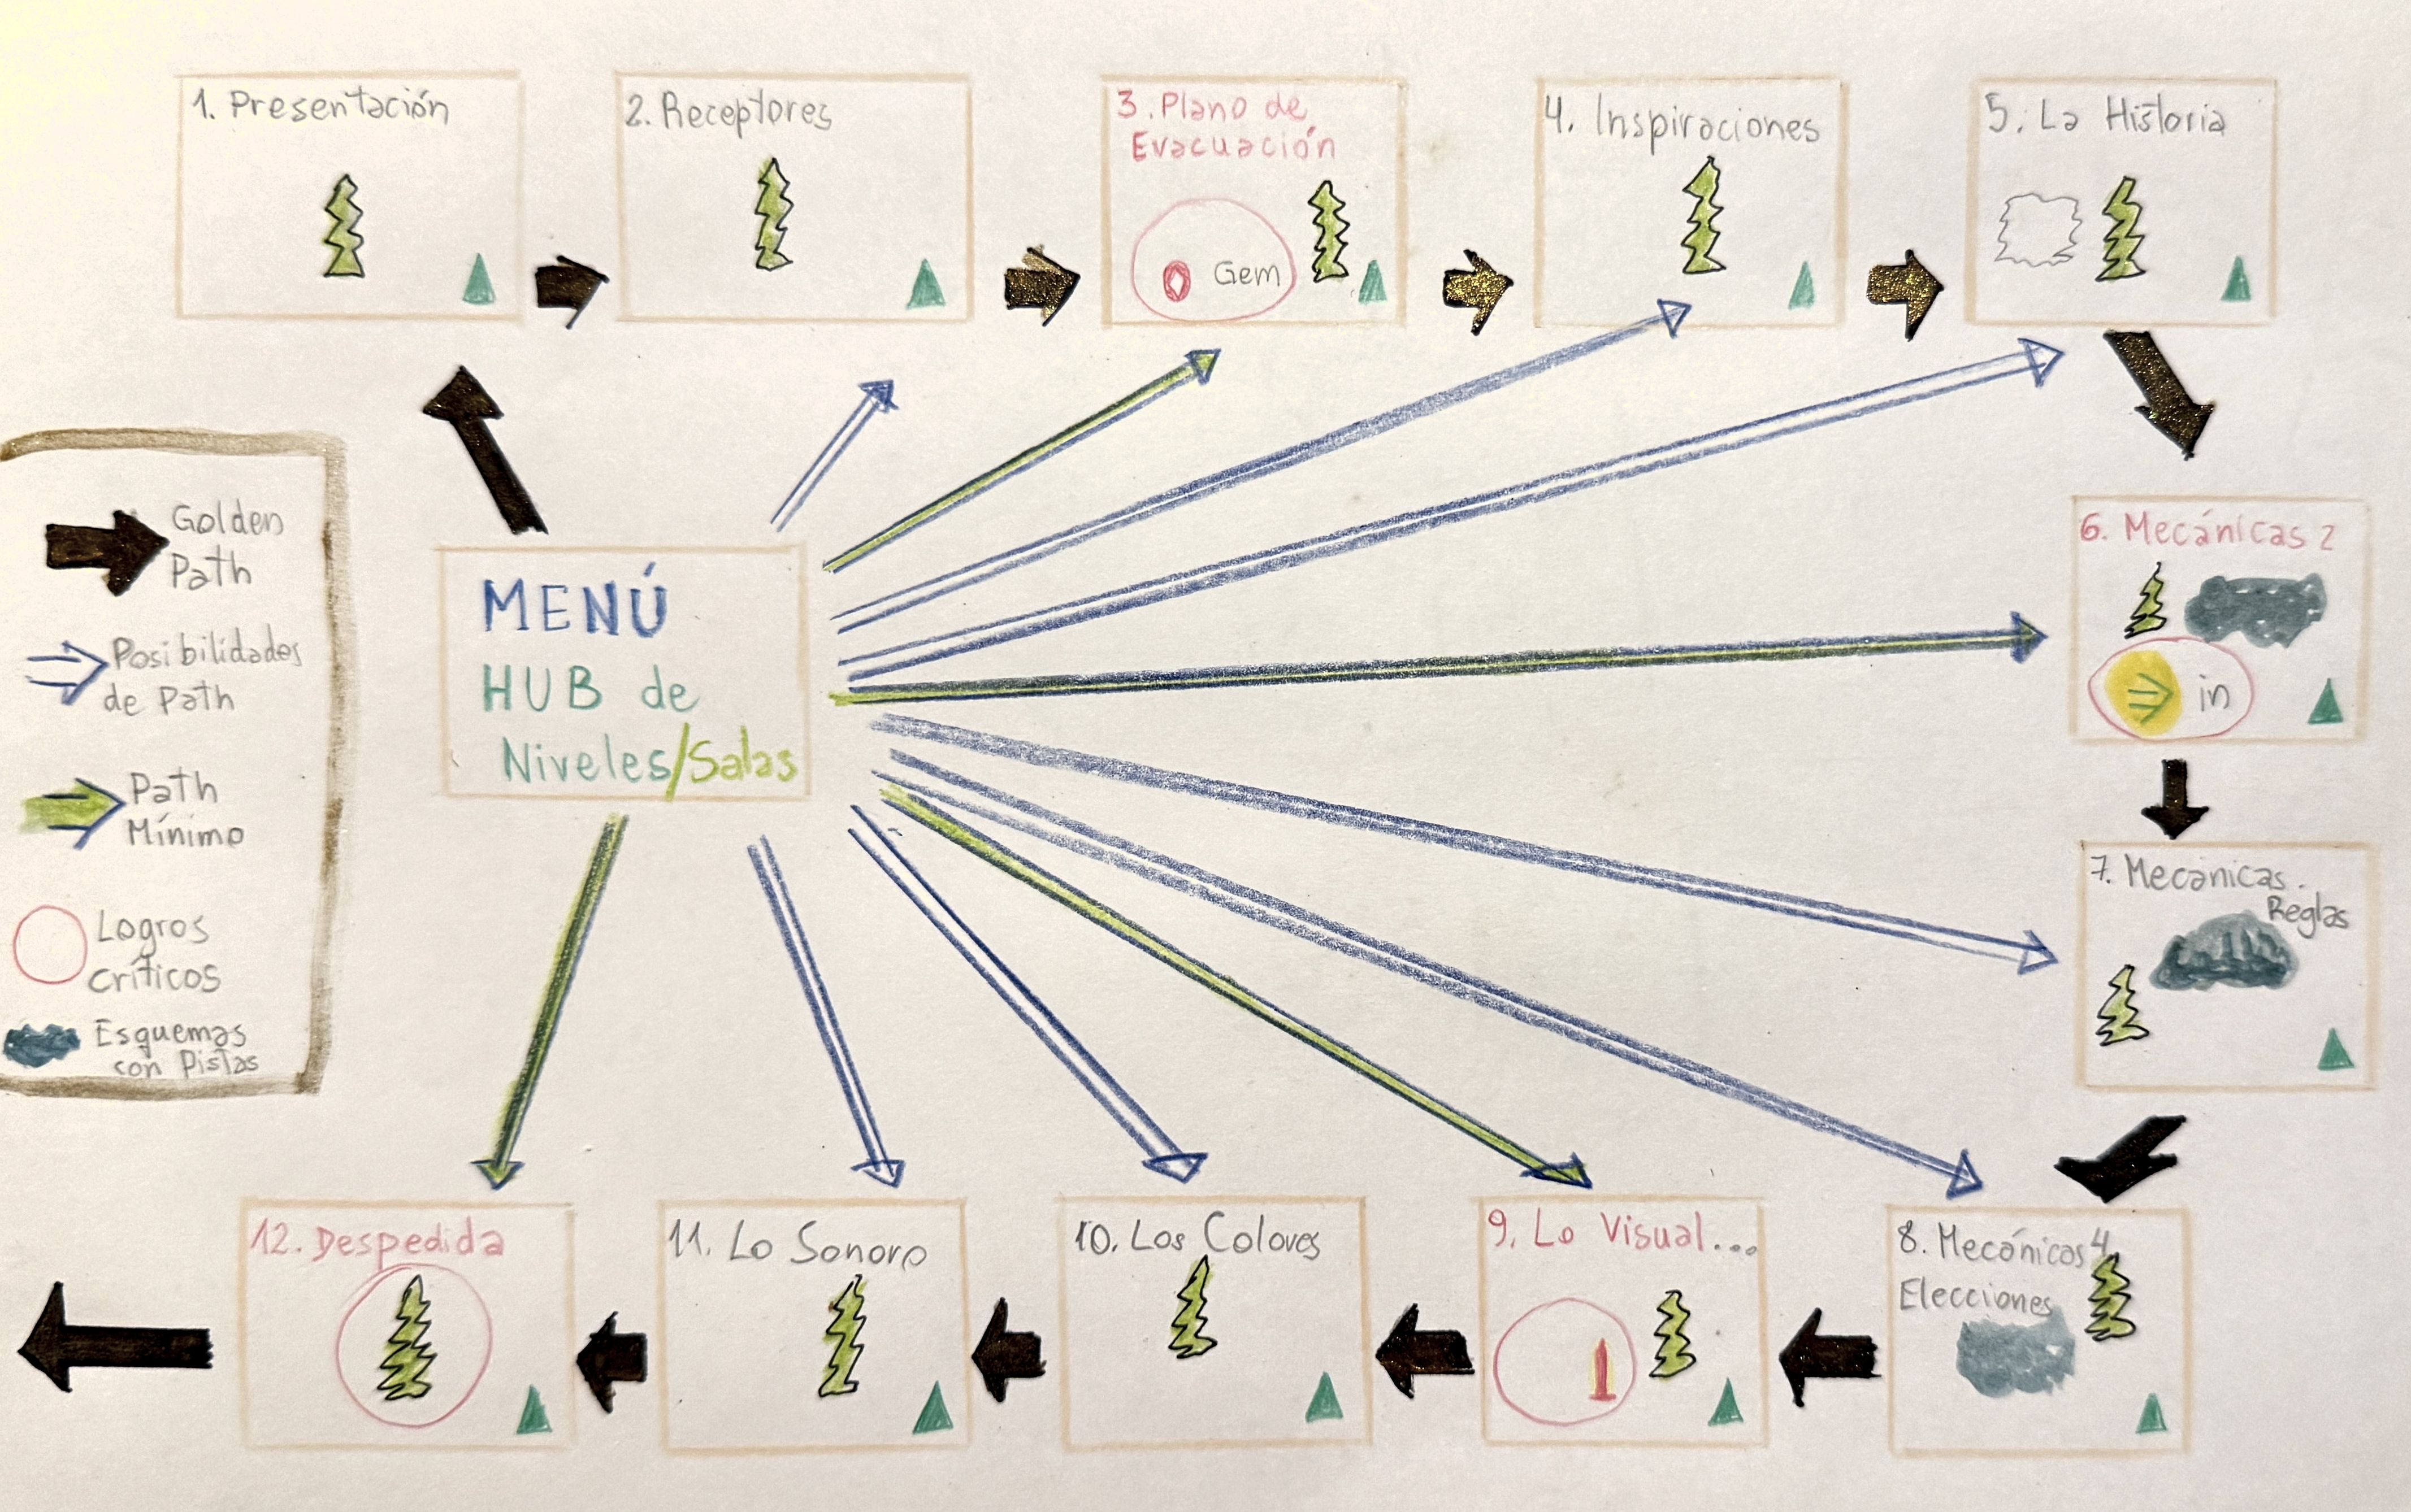 1. Presentación
2. Receptores
3. Plano de
Evacuación
Gem
4. Inspiraciones
5. La Historia
6. Mecánicas 2
in
7. Mecánicas.
Reglas
8. Mecánicas 4
Elecciones
9. Lo Visual...
10. Los Colores
11. Lo Sonoro
12. Despedida
MENÚ
HUB de
Niveles/Salas
Golden
Path
Posibilidades
de Path
Path
Mínimo
Logros
Críticos
Esquemas
con Pistas